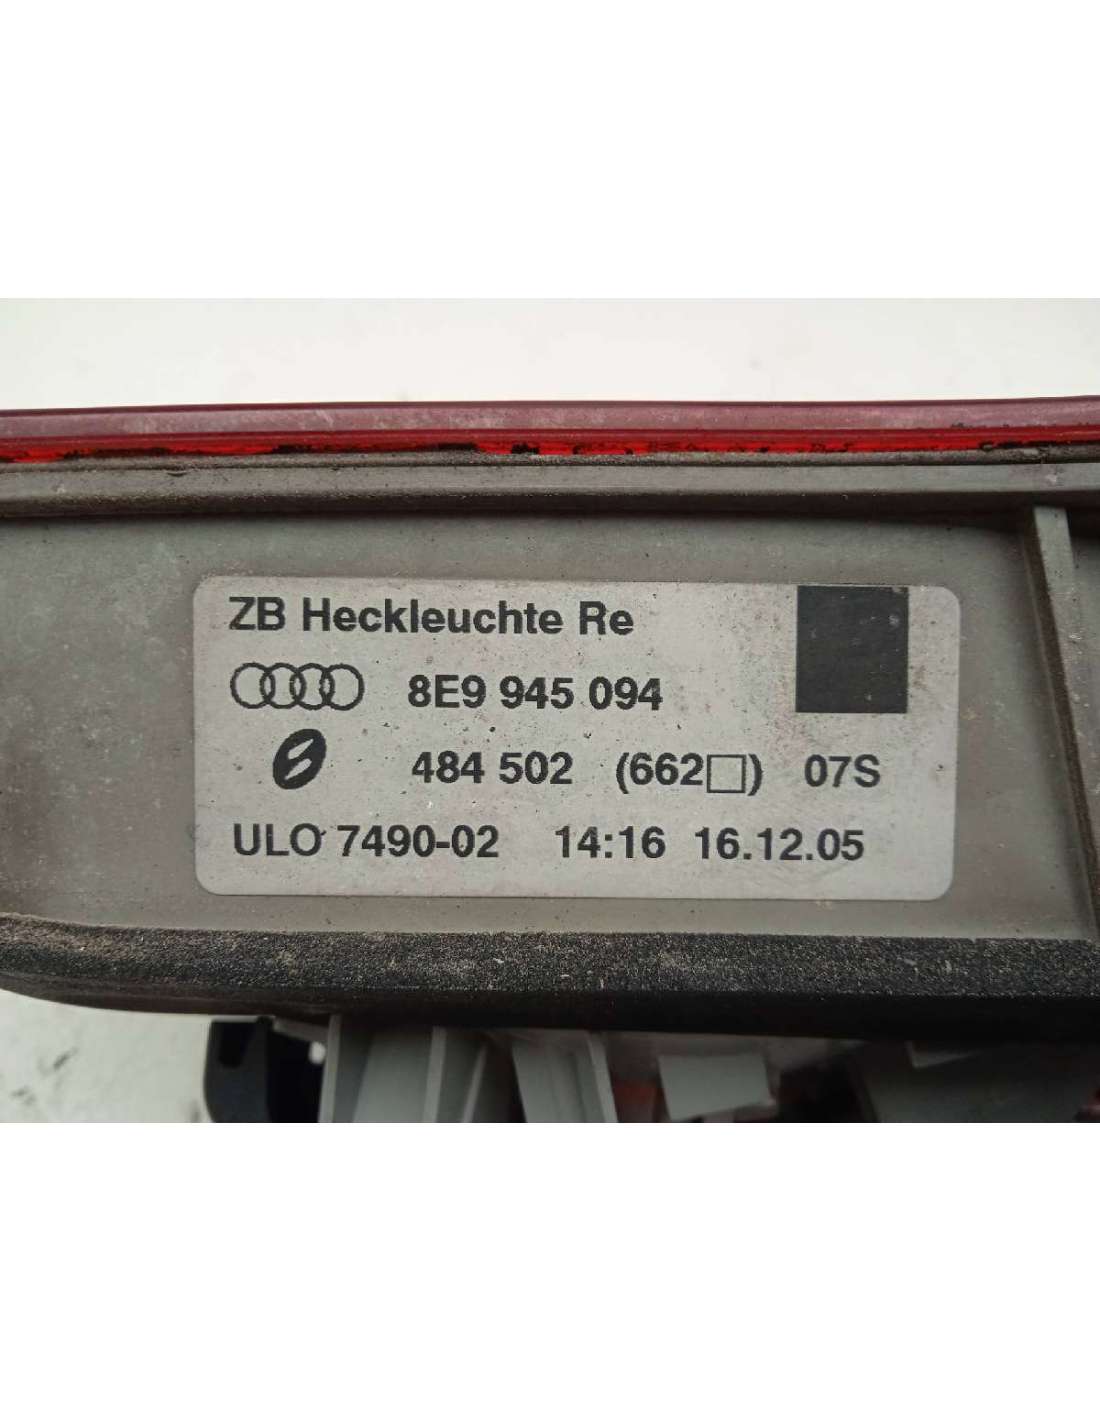 ZB Heckleuchte Re
8E9 945 094
484 502 (662□) 07S
ULO 7490-02 14:16 16.12.05